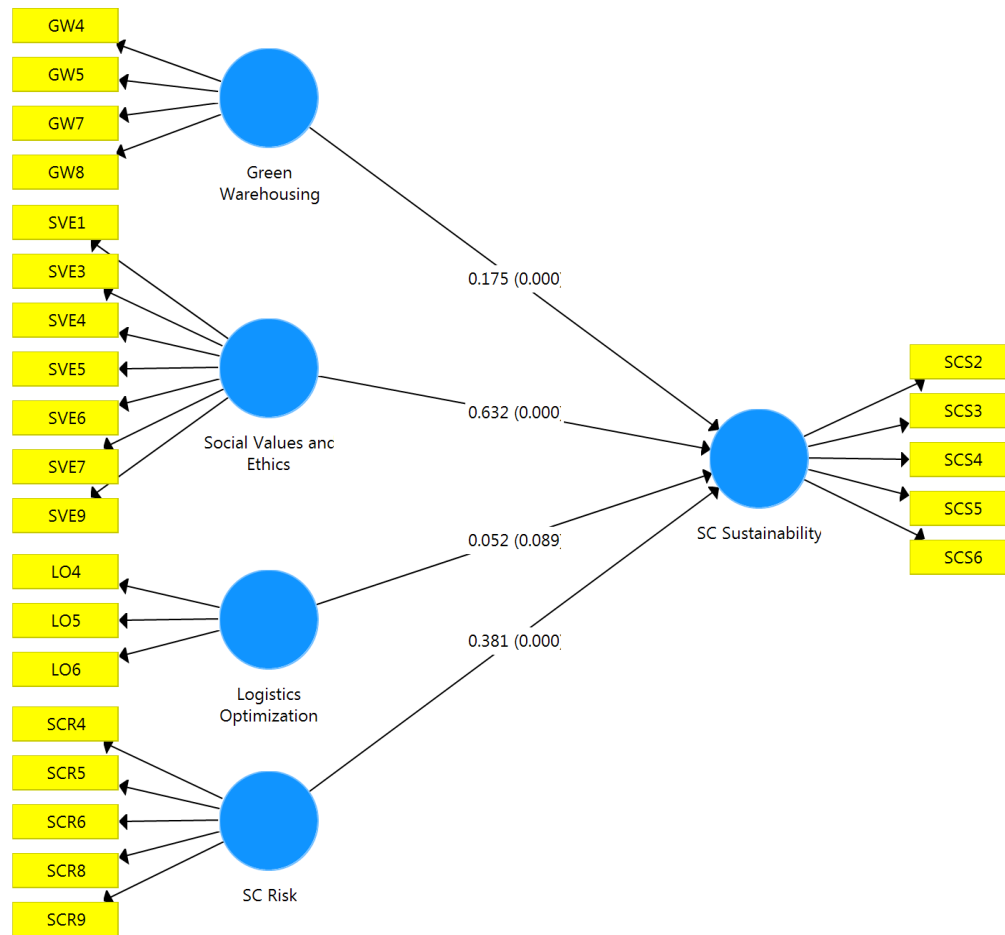 GW4
GW5
GW7
GW8
Green
Warehousing
SVE1
SVE3
SVE4
SVE5
SVE6
SVE7
SVE9
Social Values anc
Ethics
LO4
LO5
LO6
Logistics
Optimization
SCR4
SCR5
SCR6
SCR8
SCR9
SC Risk
0.175 (0.000)
0.632 (0.000)
0.052 (0.089)
0.381 (0.000)
SC Sustainability
SCS2
SCS3
SCS4
SCS5
SCS6